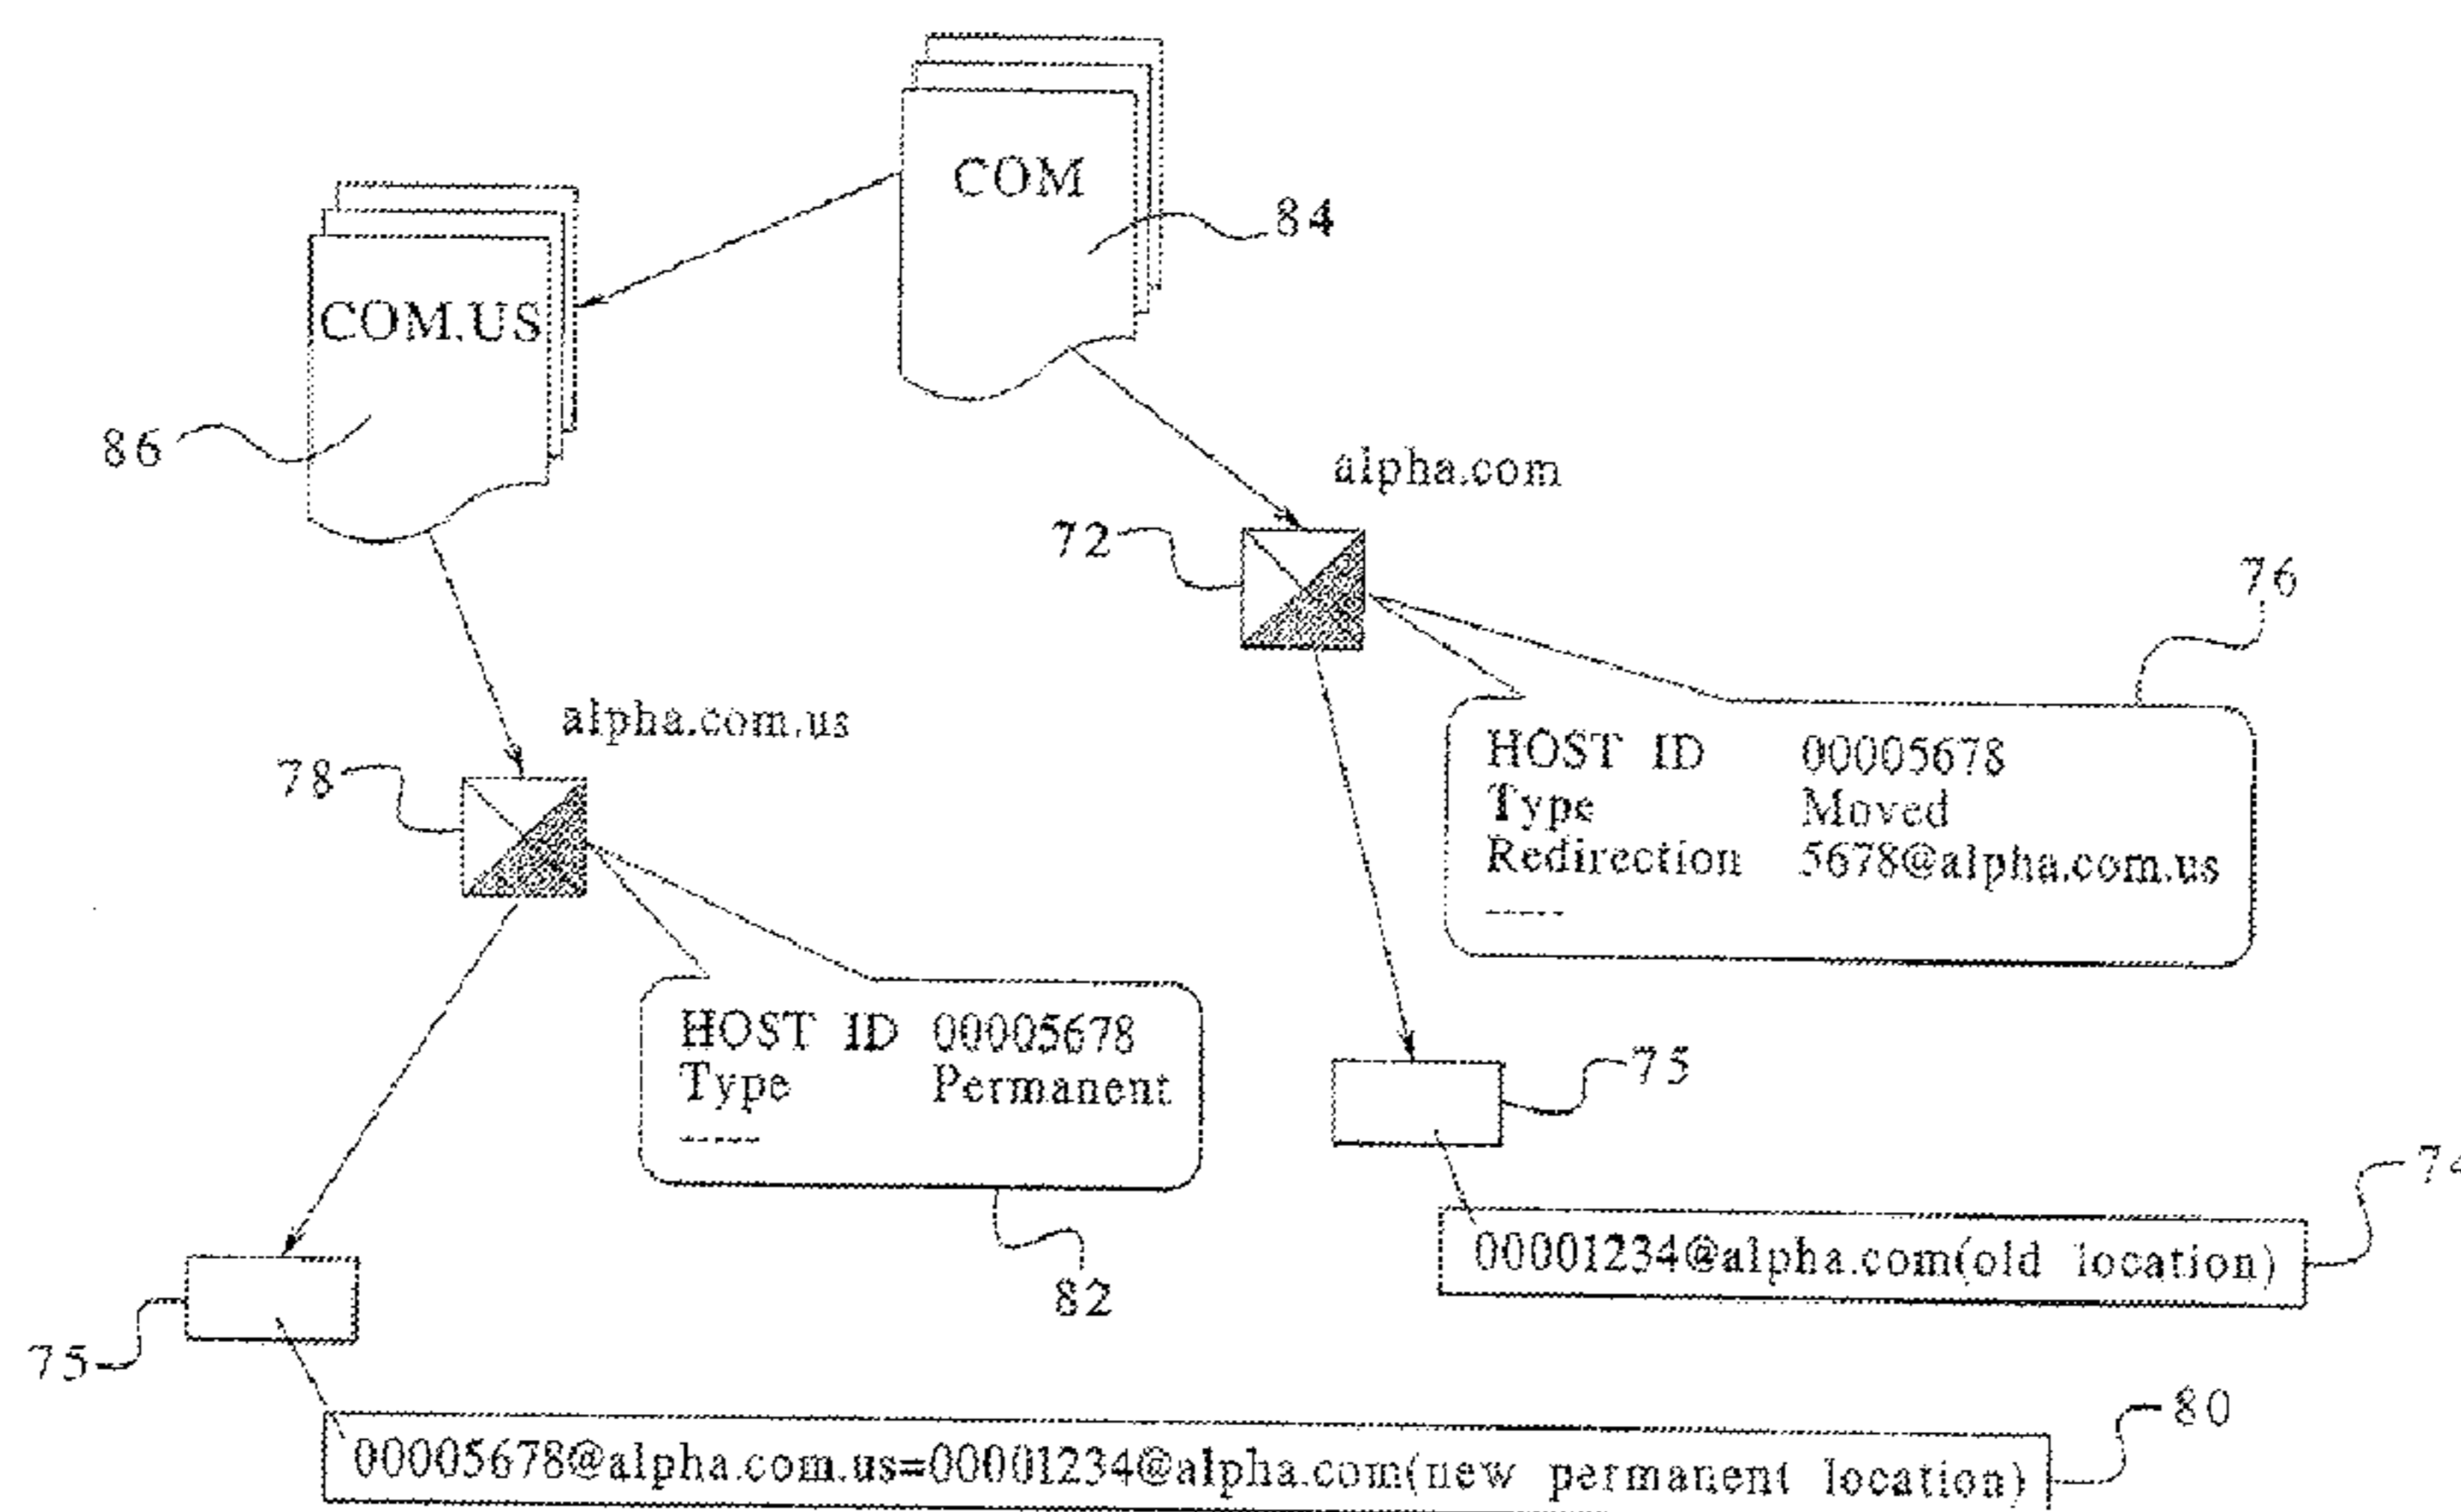 COM
84
COM.US
86
alpha.com
72
76
alpha.com.us
78
HOST ID 00005678
Type Moved
Redirection 5678@alpha.com.us
-----
HOST ID 00005678
Type Permanent
-----
75
74
00001234@alpha.com(old location)
82
75
80
00005678@alpha.com.us=00001234@alpha.com(new permanent location)